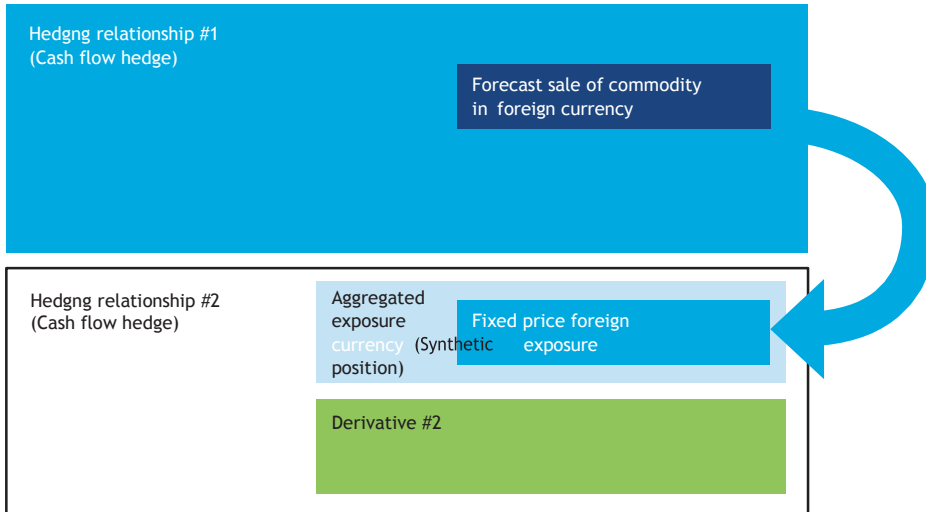 Hedgng relationship #1
(Cash flow hedge)
Forecast sale of commodity
in foreign currency
Hedgng relationship #2
(Cash flow hedge)
Aggregated
exposure
currency (Synthetic
position)
Fixed price foreign
exposure
Derivative #2